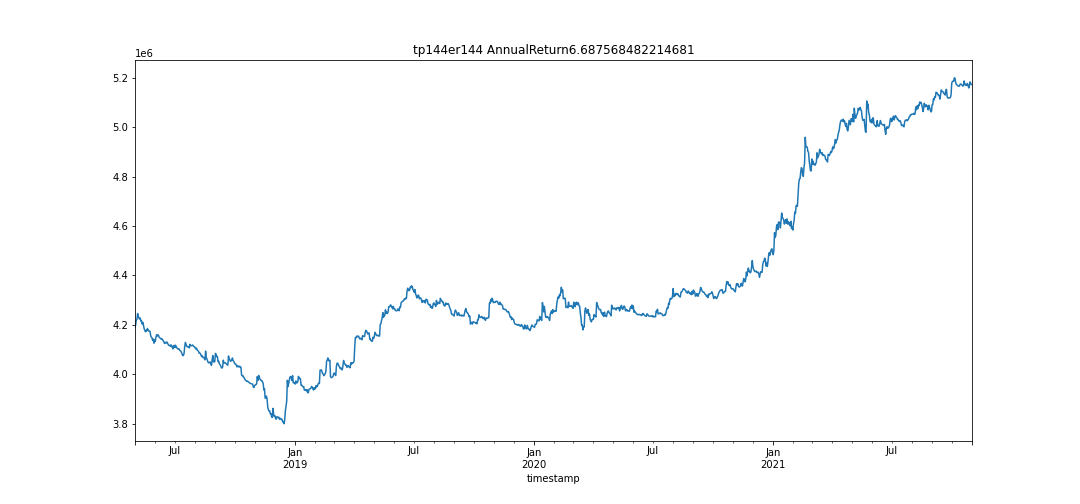 tp144er144 AnnualReturn6.687568482214681
1e6
5.2
5.0
4.8
4.6
4.4
4.2
4.0
3.8
Jul
Jan
2019
Jul
Jan
2020
Jul
Jan
2021
Jul
timestamp